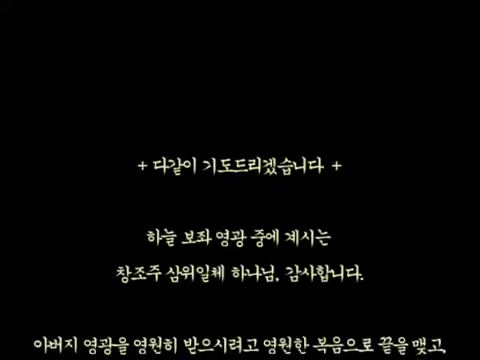 + 다같이 기도드리겠습니다 +
하늘 보좌 영광 중에 계시는
창조주 삼위일체 하나님, 감사합니다.
아버지 영광을 영원히 받으시려고 영원한 복음으로 끝을 맺고,